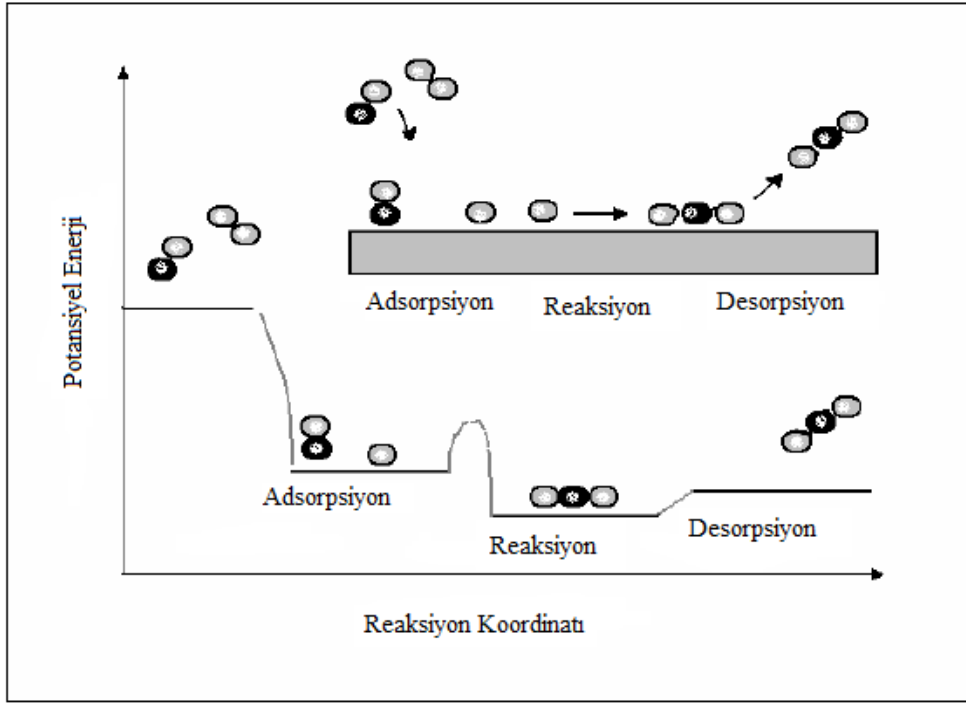 Potansiyel Enerji
Adsorpsiyon
Reaksiyon
Desorpsiyon
Adsorpsiyon
Reaksiyon
Desorpsiyon
Reaksiyon Koordinatı